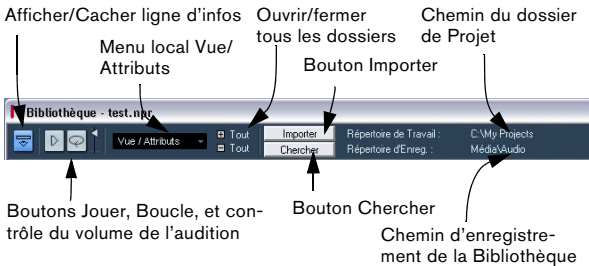 Afficher/Cacher ligne d'infos
Ouvrir/fermer
tous les dossiers
Chemin du dossier
de Projet
Menu local Vue/
Attributs
Bouton Importer
Bibliothèque - test.npr
Vue / Attributs
Tout
Importer
Répertoire de Travail :
C:\My Projects
Tout
Chercher
Répertoire d'Enreg. :
Média\Audio
Boutons Jouer, Boucle, et con-
trôle du volume de l'audition
Bouton Chercher
Chemin d'enregistre-
ment de la Bibliothèque